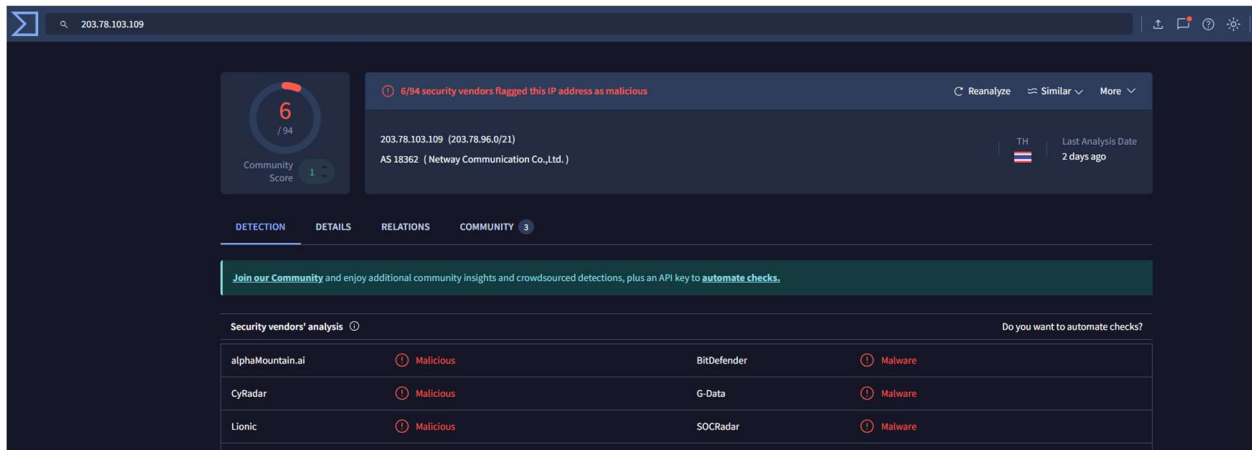 203.78.103.109
6
/ 94
Community
Score
1
6/94 security vendors flagged this IP address as malicious
Reanalyze
Similar
More
203.78.103.109 (203.78.96.0/21)
AS 18362 ( Netway Communication Co.,Ltd. )
TH
Last Analysis Date
2 days ago
DETECTION
DETAILS
RELATIONS
COMMUNITY 3
Join our Community and enjoy additional community insights and crowdsourced detections, plus an API key to automate checks.
Security vendors' analysis
Do you want to automate checks?
alphaMountain.ai Malicious BitDefender Malware
CyRadar Malicious G-Data Malware
Lionic Malicious SOCRadar Malware